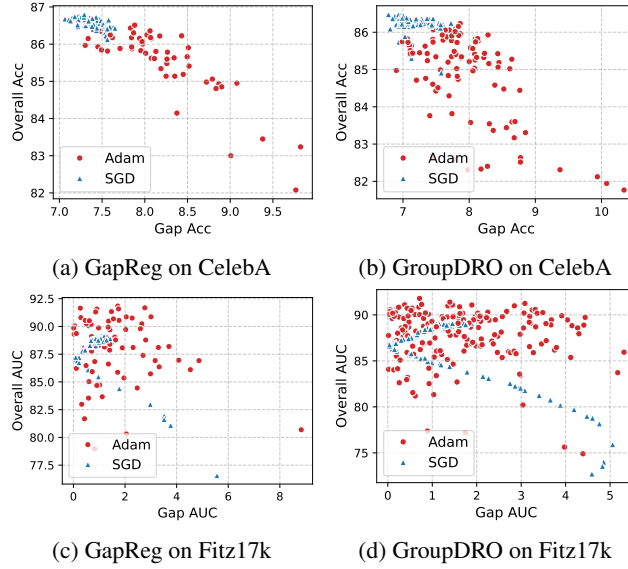 87
86
85
84
83
82
Overall Acc
Adam
SGD
7.0 7.5 8.0 8.5 9.0 9.5
Gap Acc
(a) GapReg on CelebA
86
85
84
83
82
Overall Acc
Adam
SGD
7 8 9 10
Gap Acc
(b) GroupDRO on CelebA
92.5
90.0
87.5
85.0
82.5
80.0
77.5
Overall AUC
Adam
SGD
0 2 4 6 8
Gap AUC
(c) GapReg on Fitz17k
95
90
85
80
75
Overall AUC
Adam
SGD
0 1 2 3 4 5
Gap AUC
(d) GroupDRO on Fitz17k